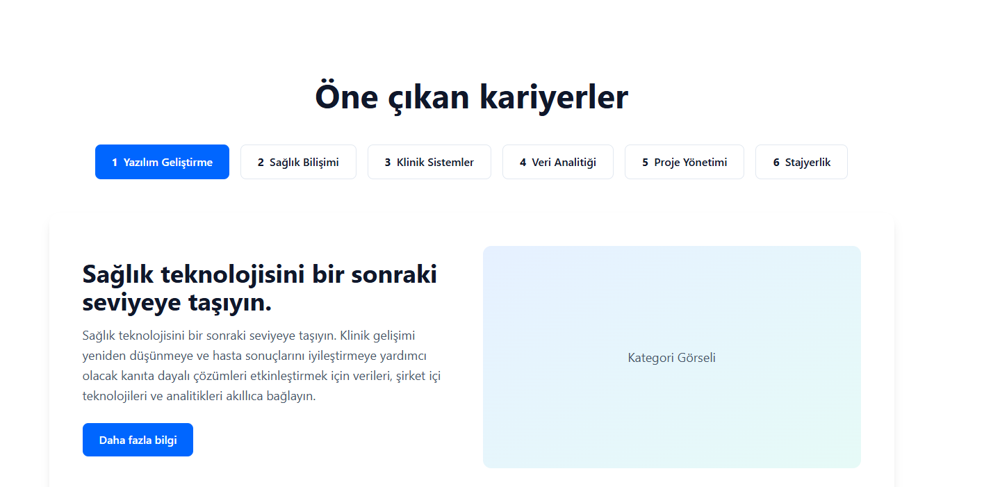 Öne çıkan kariyerler
1 Yazılım Geliştirme
2 Sağlık Bilişimi
3 Klinik Sistemler
4 Veri Analitiği
5 Proje Yönetimi
6 Stajyerlik
Sağlık teknolojisini bir sonraki
seviyeye taşıyın.
Sağlık teknolojisini bir sonraki seviyeye taşıyın. Klinik gelişimi
yeniden düşünmeye ve hasta sonuçlarını iyileştirmeye yardımcı
olacak kanıta dayalı çözümleri etkinleştirmek için verileri, şirket içi
teknolojileri ve analitikleri akıllıca bağlayın.
Daha fazla bilgi
Kategori Görseli